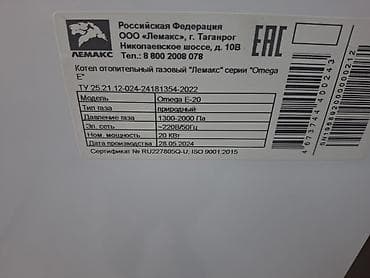 ЛЕМАКС
Российская Федерация
ООО «Лемакс», г. Таганрог
Николаевское шоссе, д. 10В
Тел.: 8 800 2008 078
ЕАС
Котел отопительный газовый "Лемакс" серии "Omega
E"
ТУ 25.21.12-024-24181354-2022
Модель Omega E-20
Тип газа природный
Давление газа 1300-2000 Па
Эл. сеть ~220В/50Гц
Ном. мощность 20 КВт
Дата производства 28.05.2024
Сертификат № RU227805Q-U, ISO 9001:2015
4673744400243